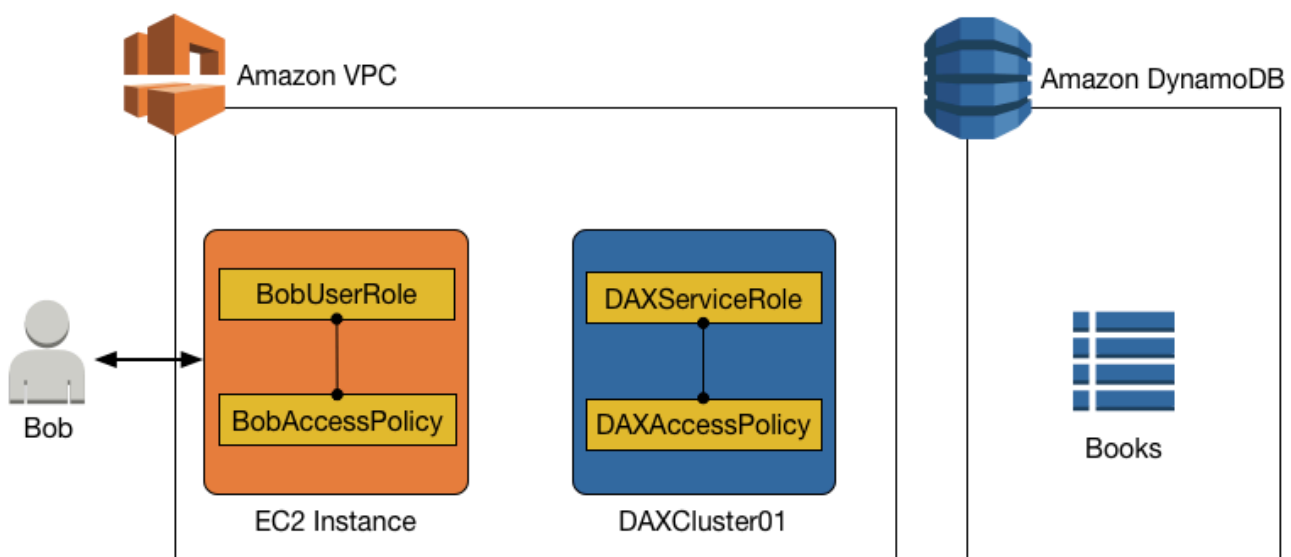 Amazon VPC
Amazon DynamoDB
BobUserRole
DAXServiceRole
BobAccessPolicy
DAXAccessPolicy
Bob
Books
EC2 Instance
DAXCluster01